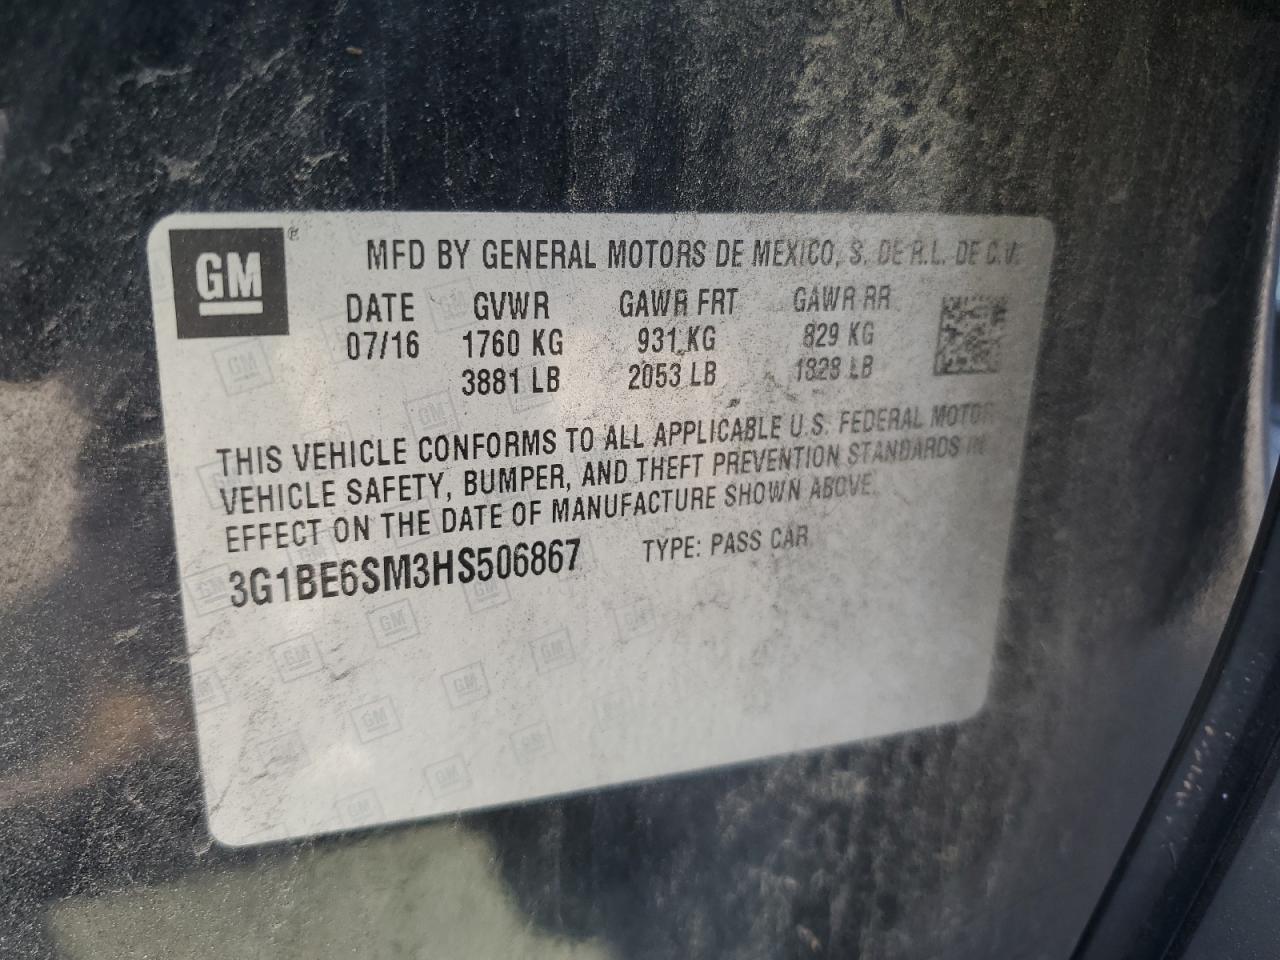 GM ® MFD BY GENERAL MOTORS DE MEXICO, S. DE R.L. DE C.V.
DATE GVWR GAWR FRT GAWR RR
07/16 1760 KG 931 KG 829 KG
3881 LB 2053 LB 1828 LB
THIS VEHICLE CONFORMS TO ALL APPLICABLE U.S. FEDERAL MOTOR
VEHICLE SAFETY, BUMPER, AND THEFT PREVENTION STANDARDS IN
EFFECT ON THE DATE OF MANUFACTURE SHOWN ABOVE.
3G1BE6SM3HS506867 TYPE: PASS CAR